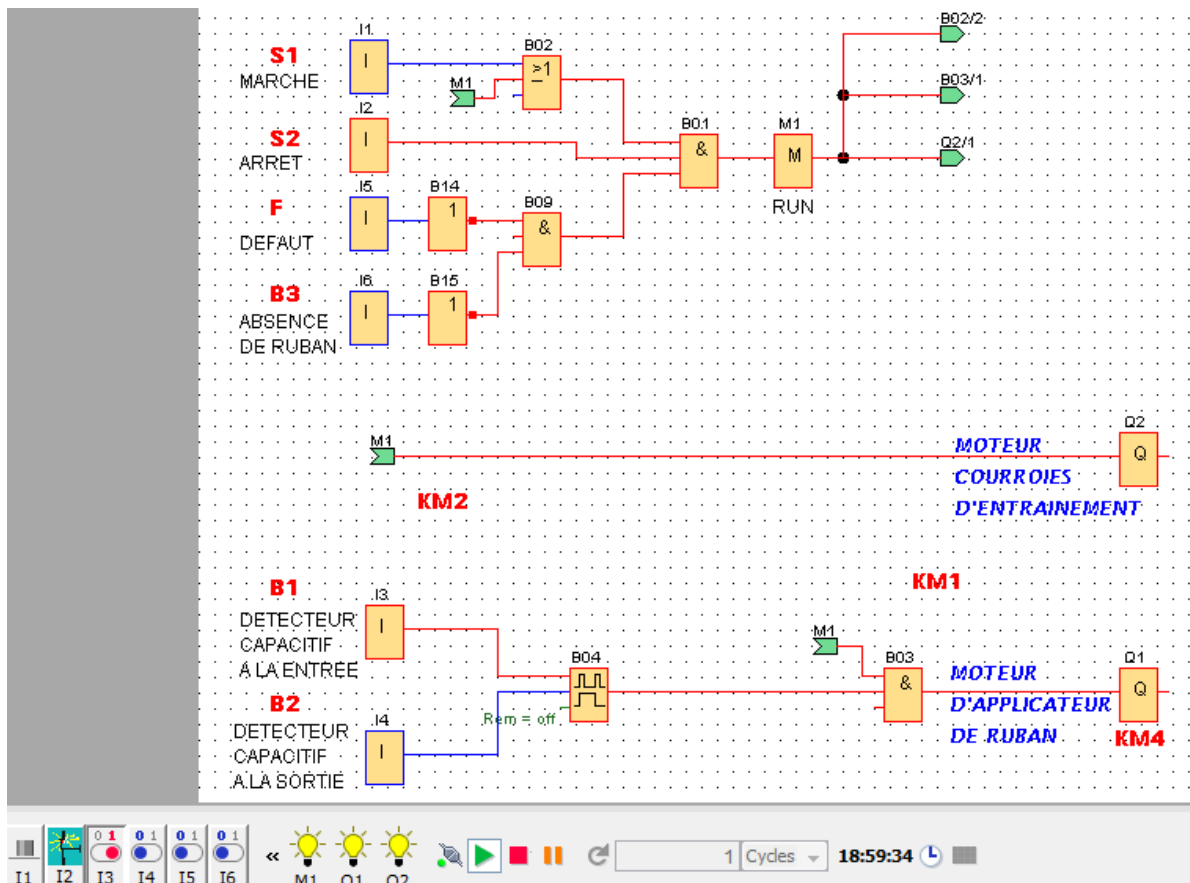 I1
B02/2
S1
I
B02
≥1
MARCHE
M1
B03/1
I2
B01
M1
S2
I
&
M
Q2/1
ARRET
I5
B14
B09
RUN
F
I
1
&
DEFAUT
I6
B15
B3
I
1
ABSENCE
DE RUBAN
Q2
M1
MOTEUR
Q
COURROIES
KM2
D'ENTRAINEMENT
KM1
B1
I3
DETECTEUR
I
M1
CAPACITIF
B04
B03
Q1
A LA ENTREE
&
MOTEUR
Q
B2
I4
Rem = off
D'APPLICATEUR
DETECTEUR
I
DE RUBAN
KM4
CAPACITIF
A LA SORTIE
0 1
0 1
0 1
0 1
«
1
Cycles
18:59:34
I1 I2 I3 I4 I5 I6
M1 Q1 Q2